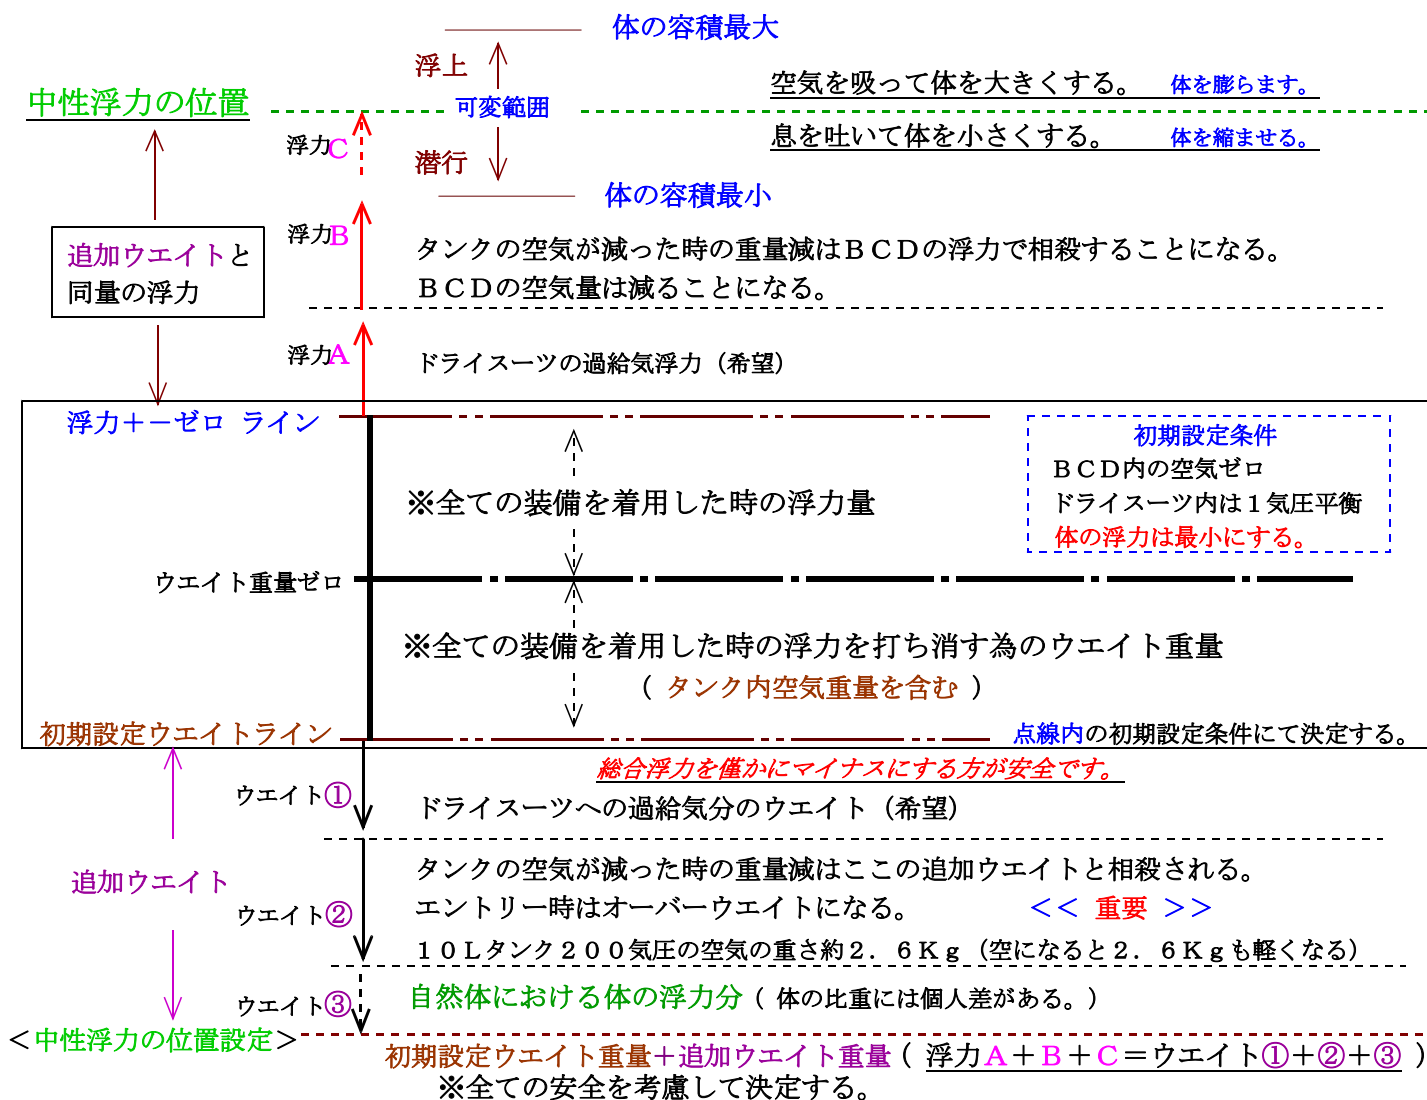 体の容積最大
浮上
中性浮力の位置
可変範囲
空気を吸って体を大きくする。 体を膨らます。
浮力C
息を吐いて体を小さくする。 体を縮ませる。
潜行
体の容積最小
浮力B
タンクの空気が減った時の重量減はＢＣＤの浮力で相殺することになる。
追加ウエイトと
同量の浮力
ＢＣＤの空気量は減ることになる。
浮力A
ドライスーツの過給気浮力（希望）
浮力＋－ゼロ ライン
初期設定条件
ＢＣＤ内の空気ゼロ
ドライスーツ内は１気圧平衡
体の浮力は最小にする。
※全ての装備を着用した時の浮力量
ウエイト重量ゼロ
※全ての装備を着用した時の浮力を打ち消す為のウエイト重量
（ タンク内空気重量を含む ）
初期設定ウエイトライン
点線内の初期設定条件にて決定する。
総合浮力を僅かにマイナスにする方が安全です。
ウエイト①
ドライスーツへの過給気分のウエイト（希望）
追加ウエイト
タンクの空気が減った時の重量減はここの追加ウエイトと相殺される。
ウエイト②
エントリー時はオーバーウエイトになる。 ＜＜ 重要 ＞＞
１０Ｌタンク２００気圧の空気の重さ約２．６Ｋｇ（空になると２．６Ｋｇも軽くなる）
ウエイト③
自然体における体の浮力分（ 体の比重には個人差がある。）
＜中性浮力の位置設定＞
初期設定ウエイト重量＋追加ウエイト重量（ 浮力A＋B＋C＝ウエイト①＋②＋③ ）
※全ての安全を考慮して決定する。